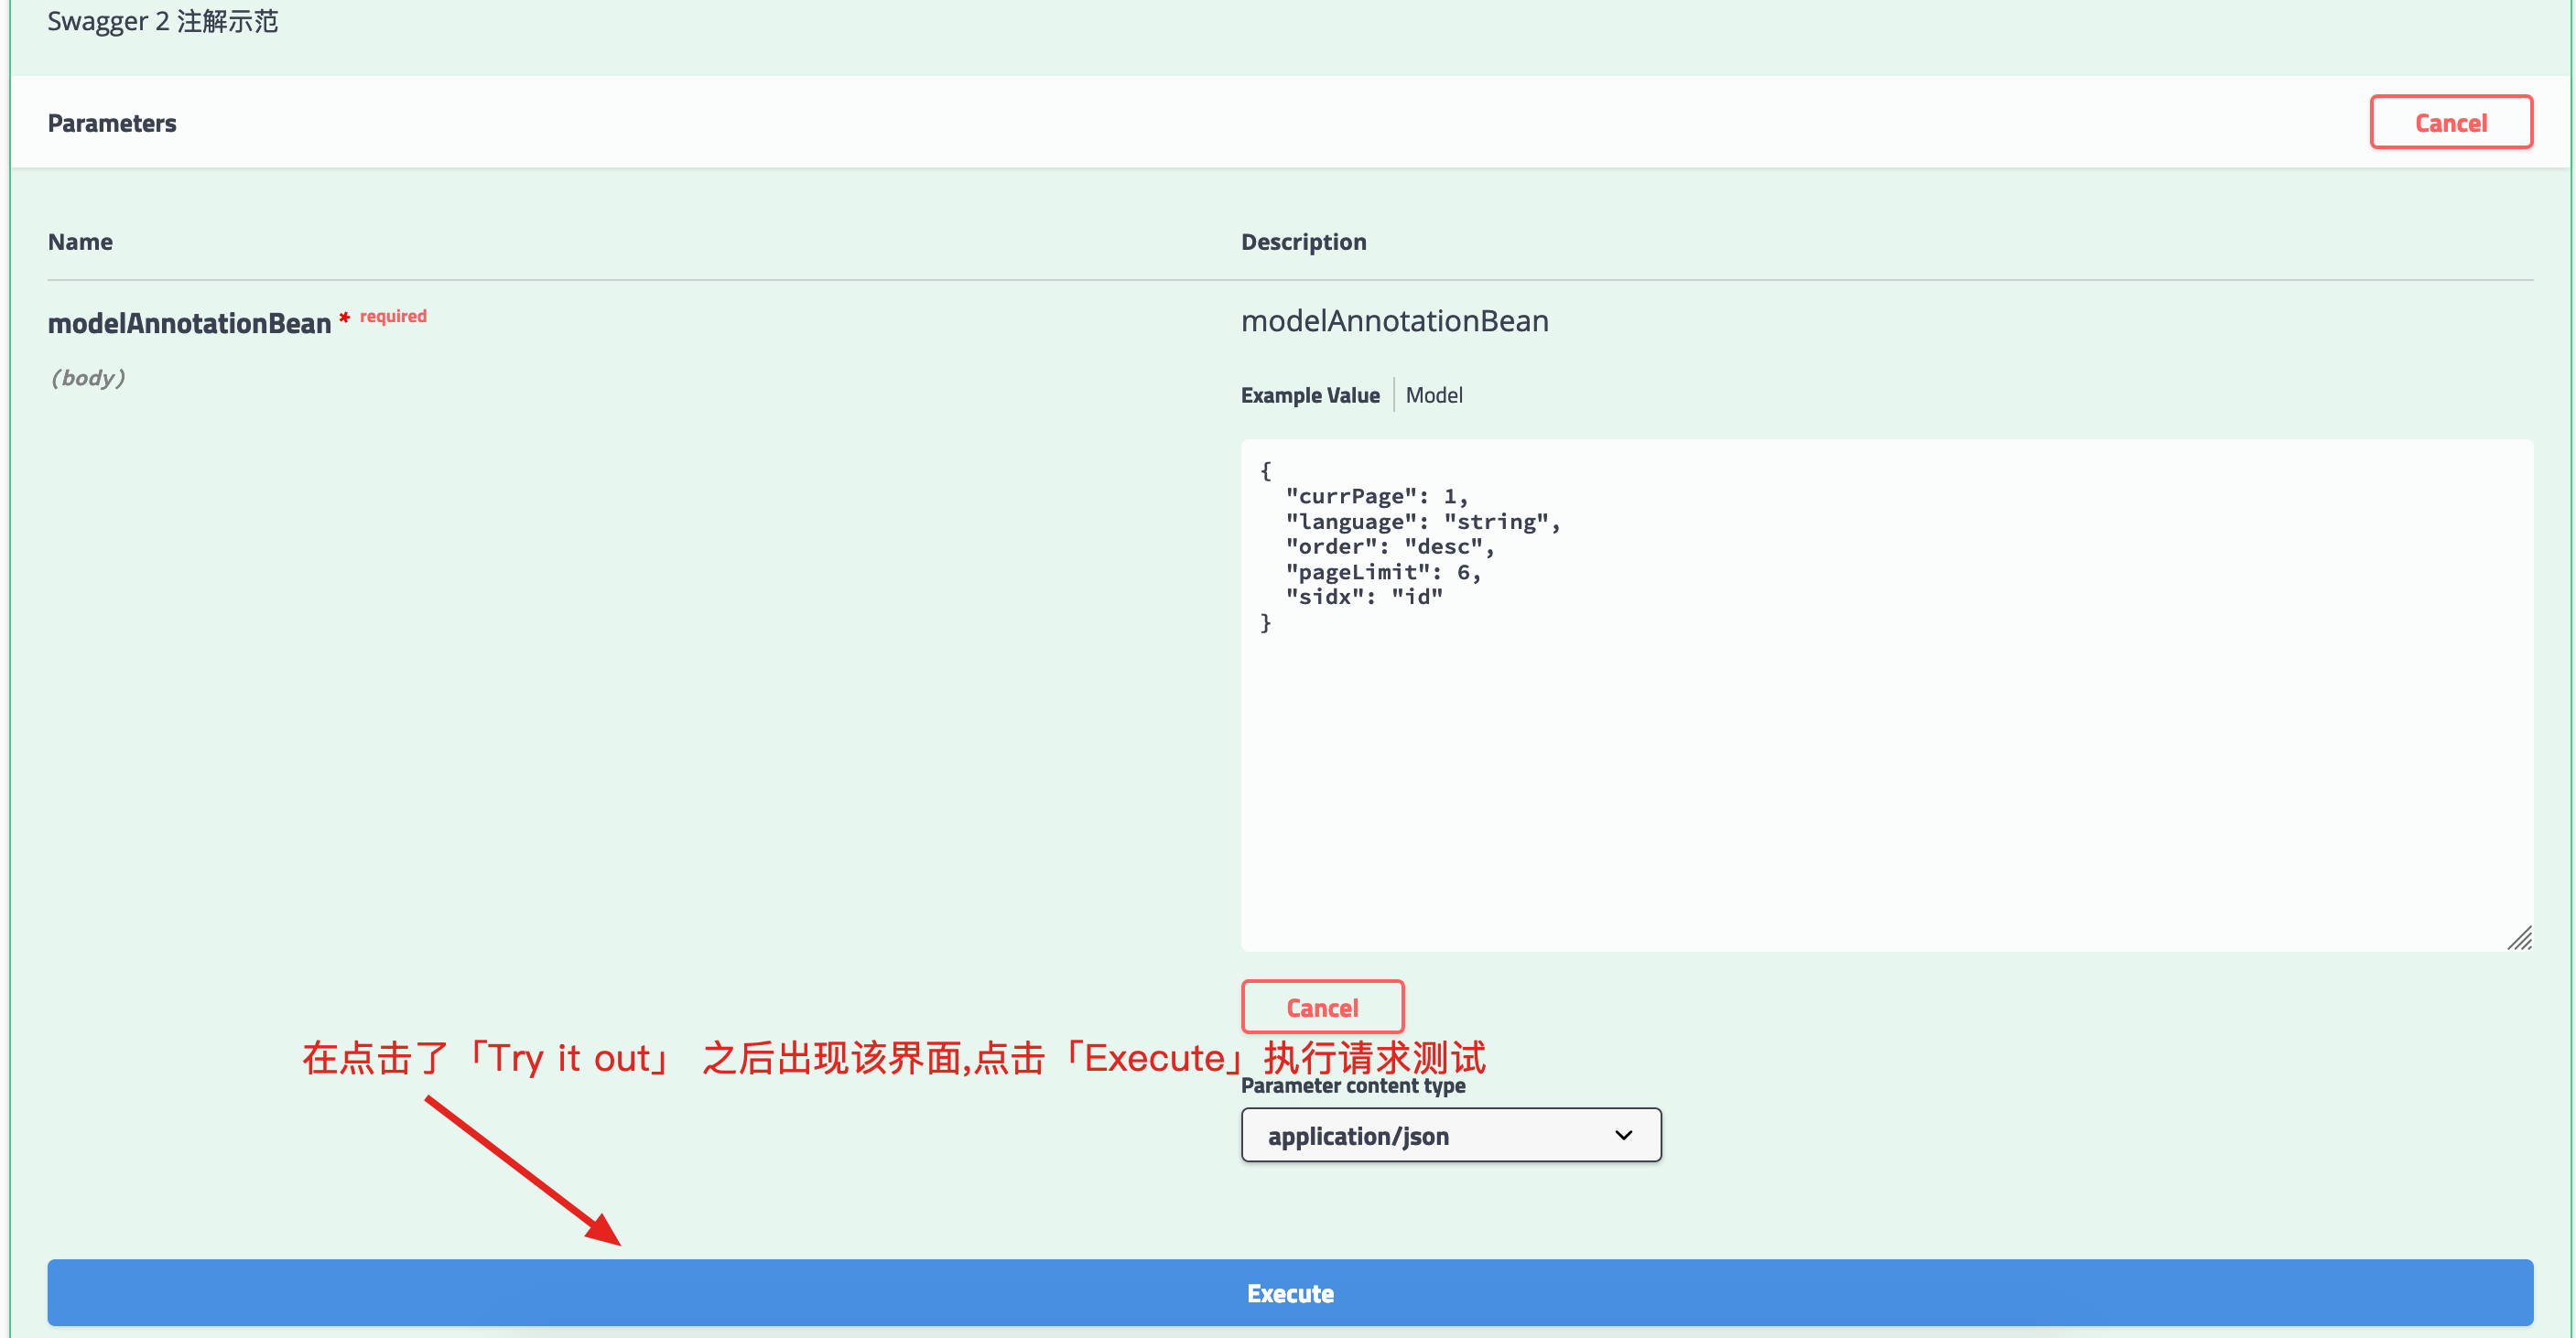 Swagger 2 注解示范
Parameters
Cancel
Name
Description
modelAnnotationBean * required
(body)
modelAnnotationBean
Example Value
Model
{
"currPage": 1,
"language": "string",
"order": "desc",
"pageLimit": 6,
"sidx": "id"
}
Cancel
在点击了「Try it out」 之后出现该界面,点击「Execute」执行请求测试
Parameter content type
application/json
Execute